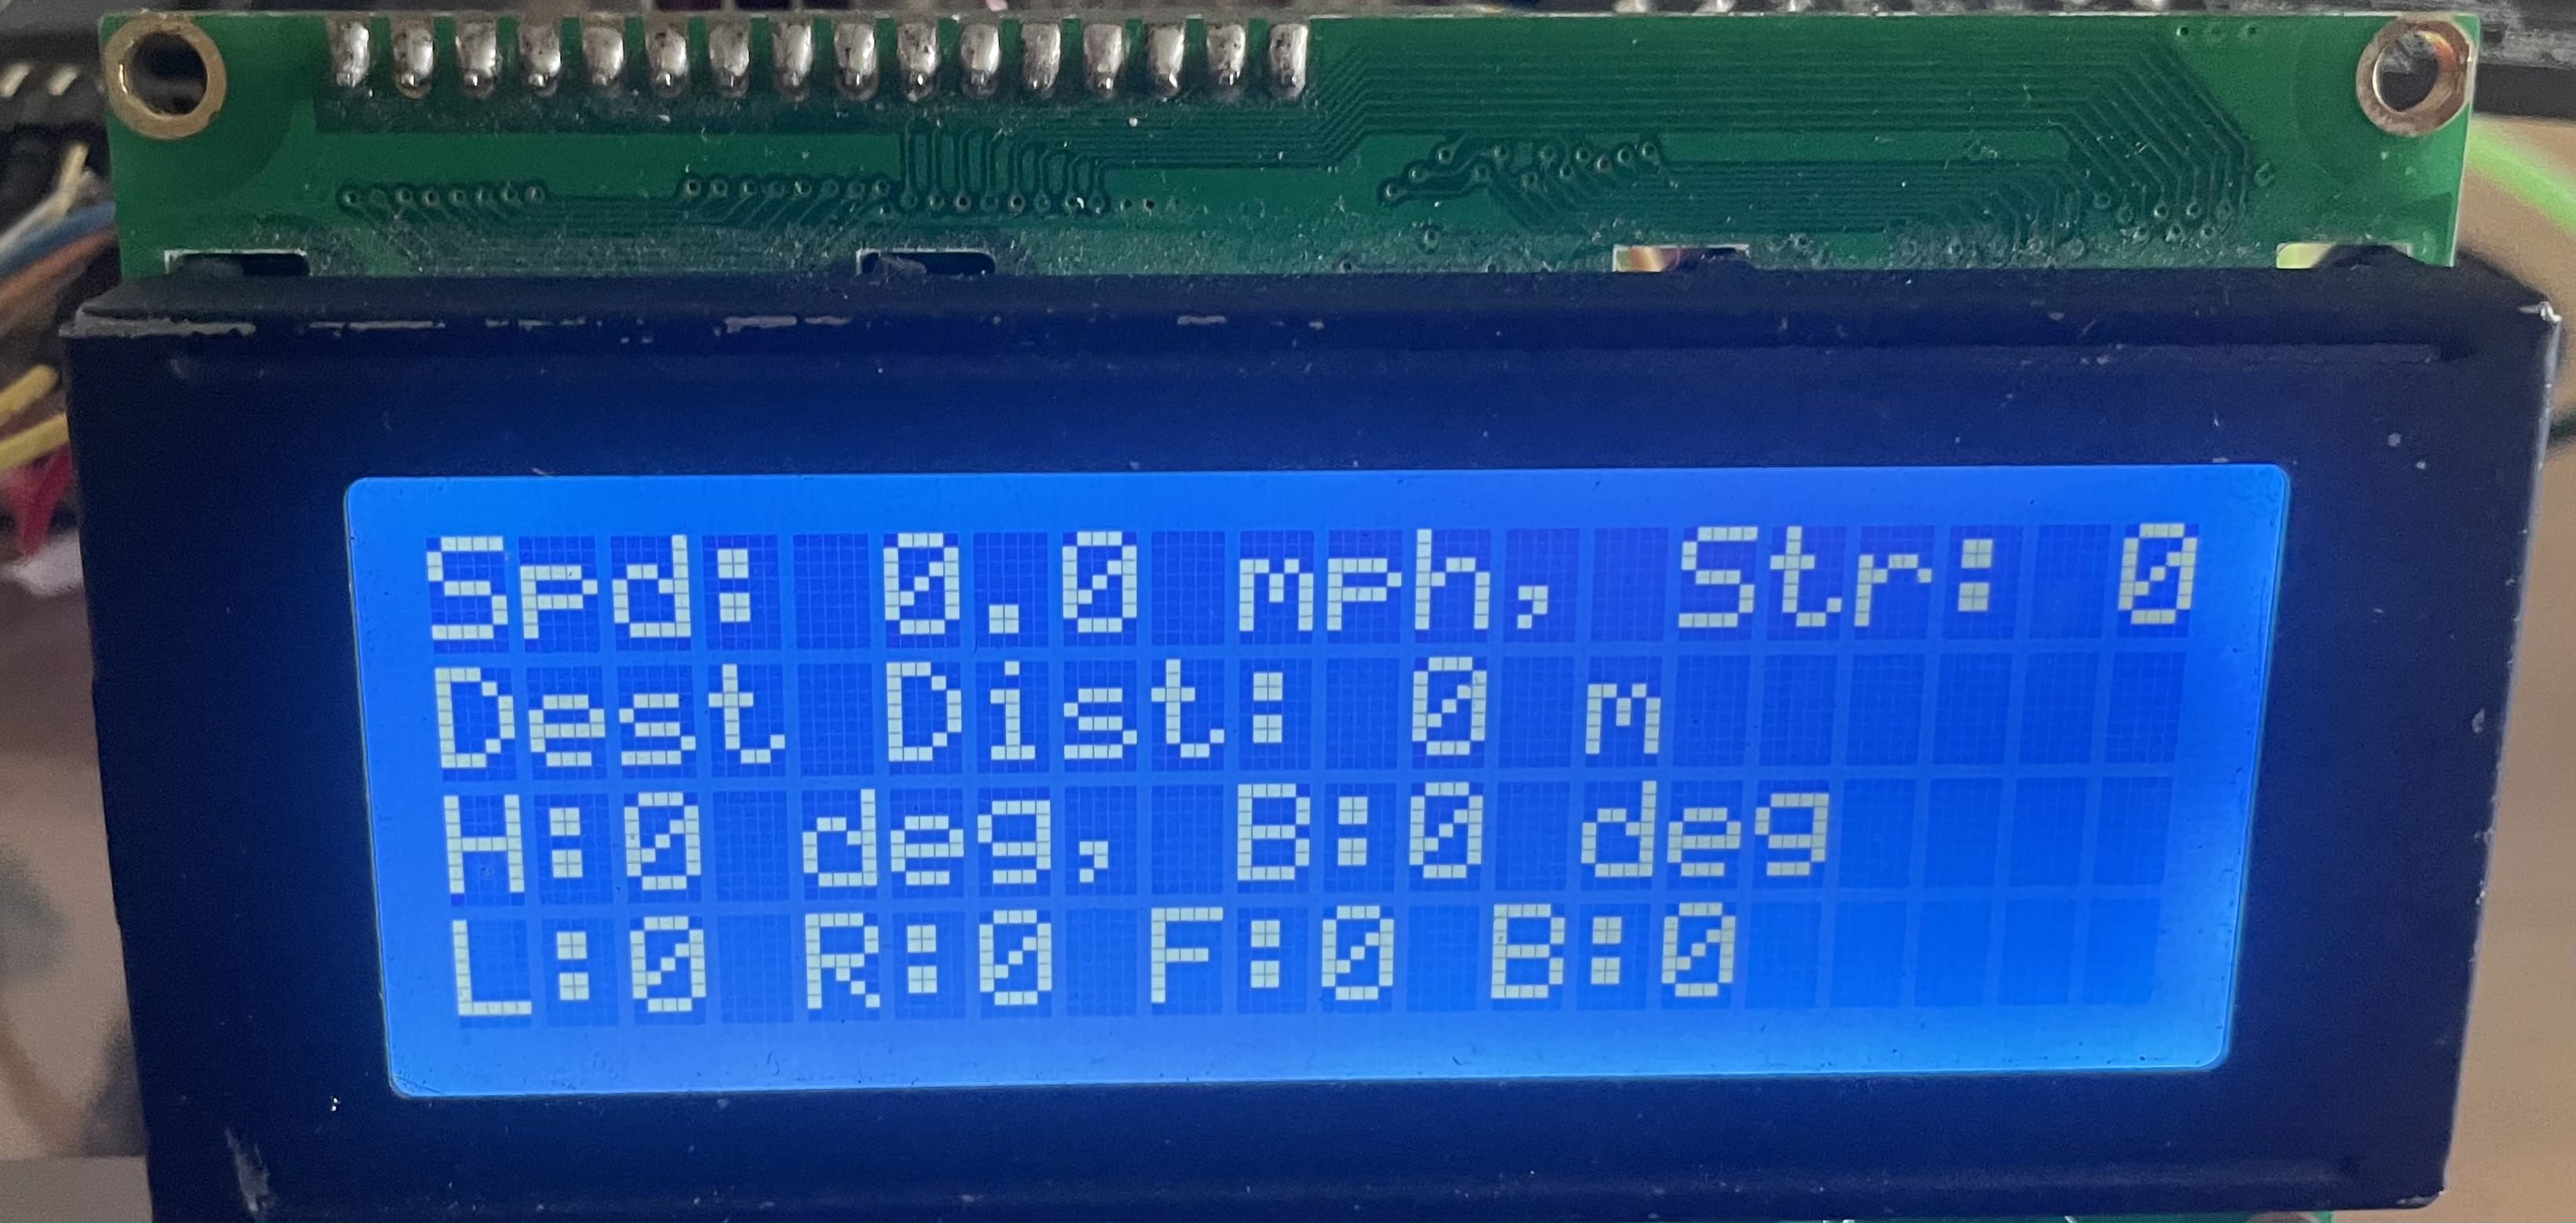 Spd: 0.0 mph, Str: 0
Dest Dist: 0 m
H:0 deg, B:0 deg
L:0 R:0 F:0 B:0